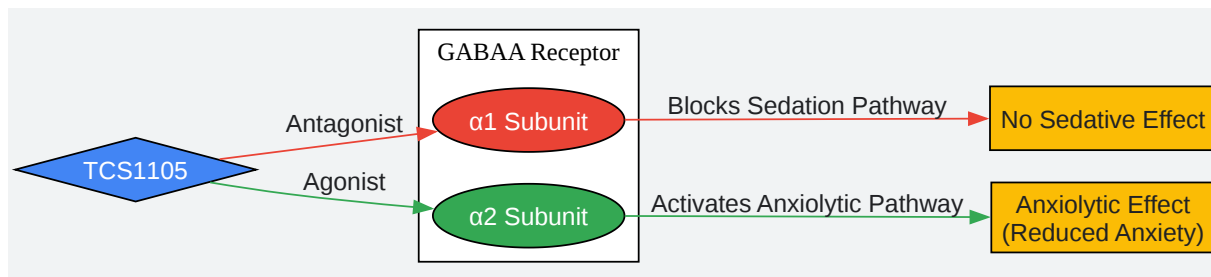 GABAA Receptor
TCS1105
Antagonist
Agonist
α1 Subunit
α2 Subunit
Blocks Sedation Pathway
Activates Anxiolytic Pathway
No Sedative Effect
Anxiolytic Effect
(Reduced Anxiety)